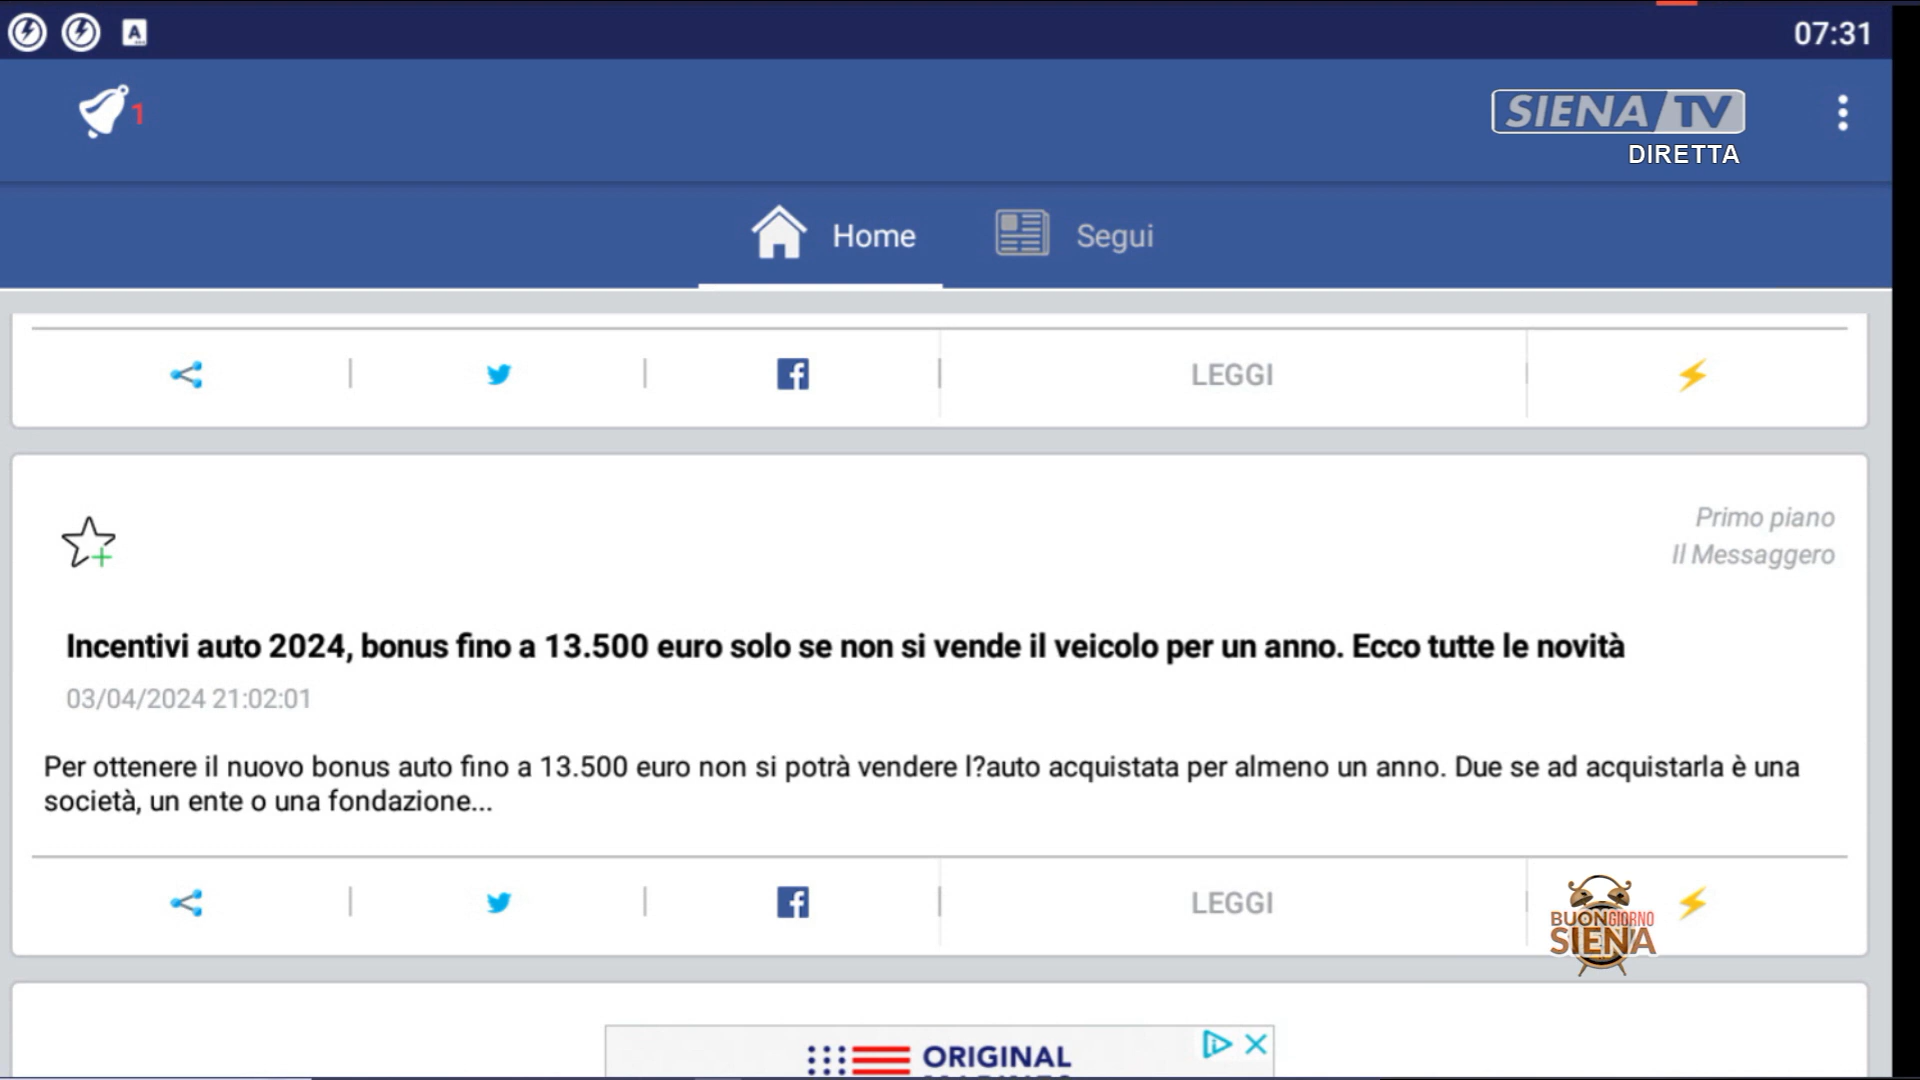 A
07:31
1
SIENA TV
DIRETTA
Home
Segui
LEGGI
Primo piano
Il Messaggero
Incentivi auto 2024, bonus fino a 13.500 euro solo se non si vende il veicolo per un anno. Ecco tutte le novità
03/04/2024 21:02:01
Per ottenere il nuovo bonus auto fino a 13.500 euro non si potrà vendere l?auto acquistata per almeno un anno. Due se ad acquistarla è una
società, un ente o una fondazione...
LEGGI
BUONGIORNO
SIENA
ORIGINAL